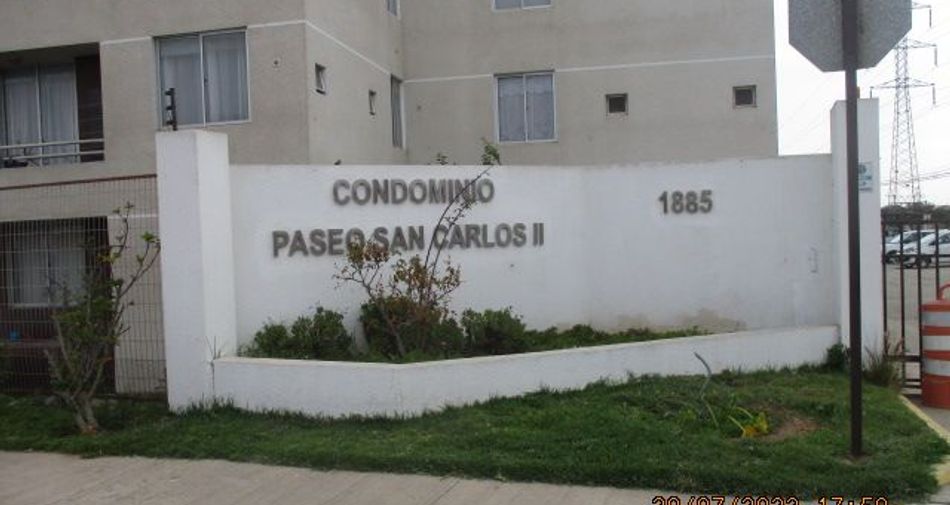 CONDOMINIO
PASEO SAN CARLOS II
1885